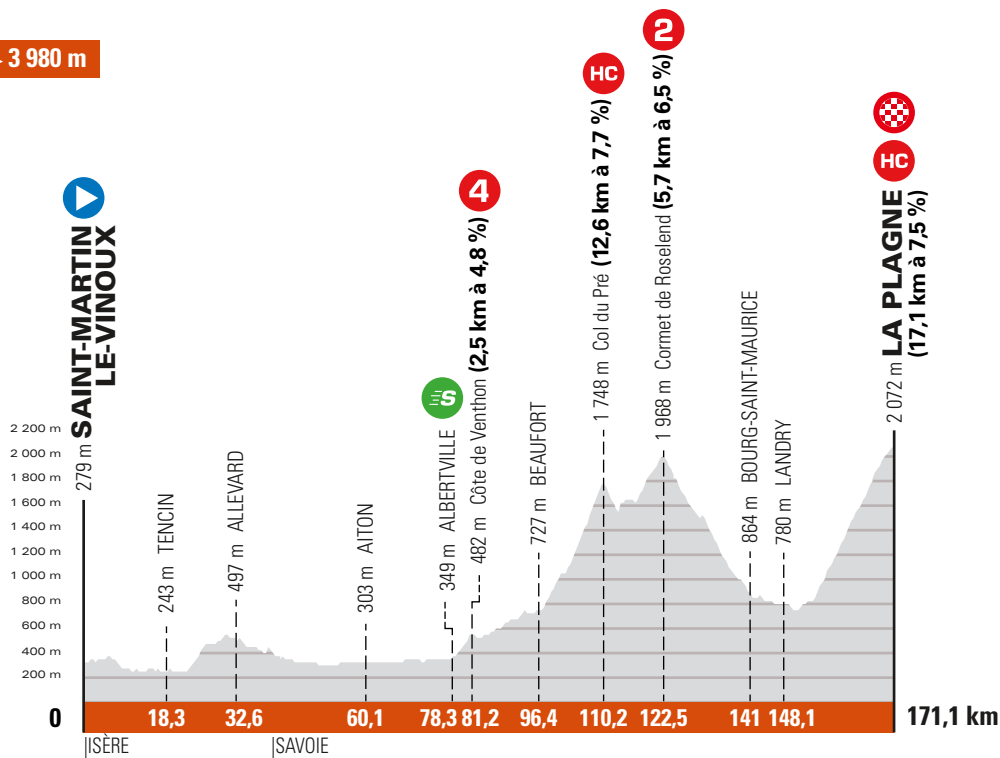 3 980 m
SAINT-MARTIN
LE-VINOUX
279 m
243 m TENCIN
497 m ALLEVARD
303 m AITON
S
349 m ALBERTVILLE
4
482 m Côte de Venthon (2,5 km à 4,8 %)
727 m BEAUFORT
HC
1 748 m Col du Pré (12,6 km à 7,7 %)
2
1 968 m Cormet de Roselend (5,7 km à 6,5 %)
864 m BOURG-SAINT-MAURICE
780 m LANDRY
HC
2 072 m LA PLAGNE
(17,1 km à 7,5 %)
2 200 m
2 000 m
1 800 m
1 600 m
1 400 m
1 200 m
1 000 m
800 m
600 m
400 m
200 m
0 18,3 32,6 60,1 78,3 81,2 96,4 110,2 122,5 141 148,1 171,1 km
|ISÈRE |SAVOIE